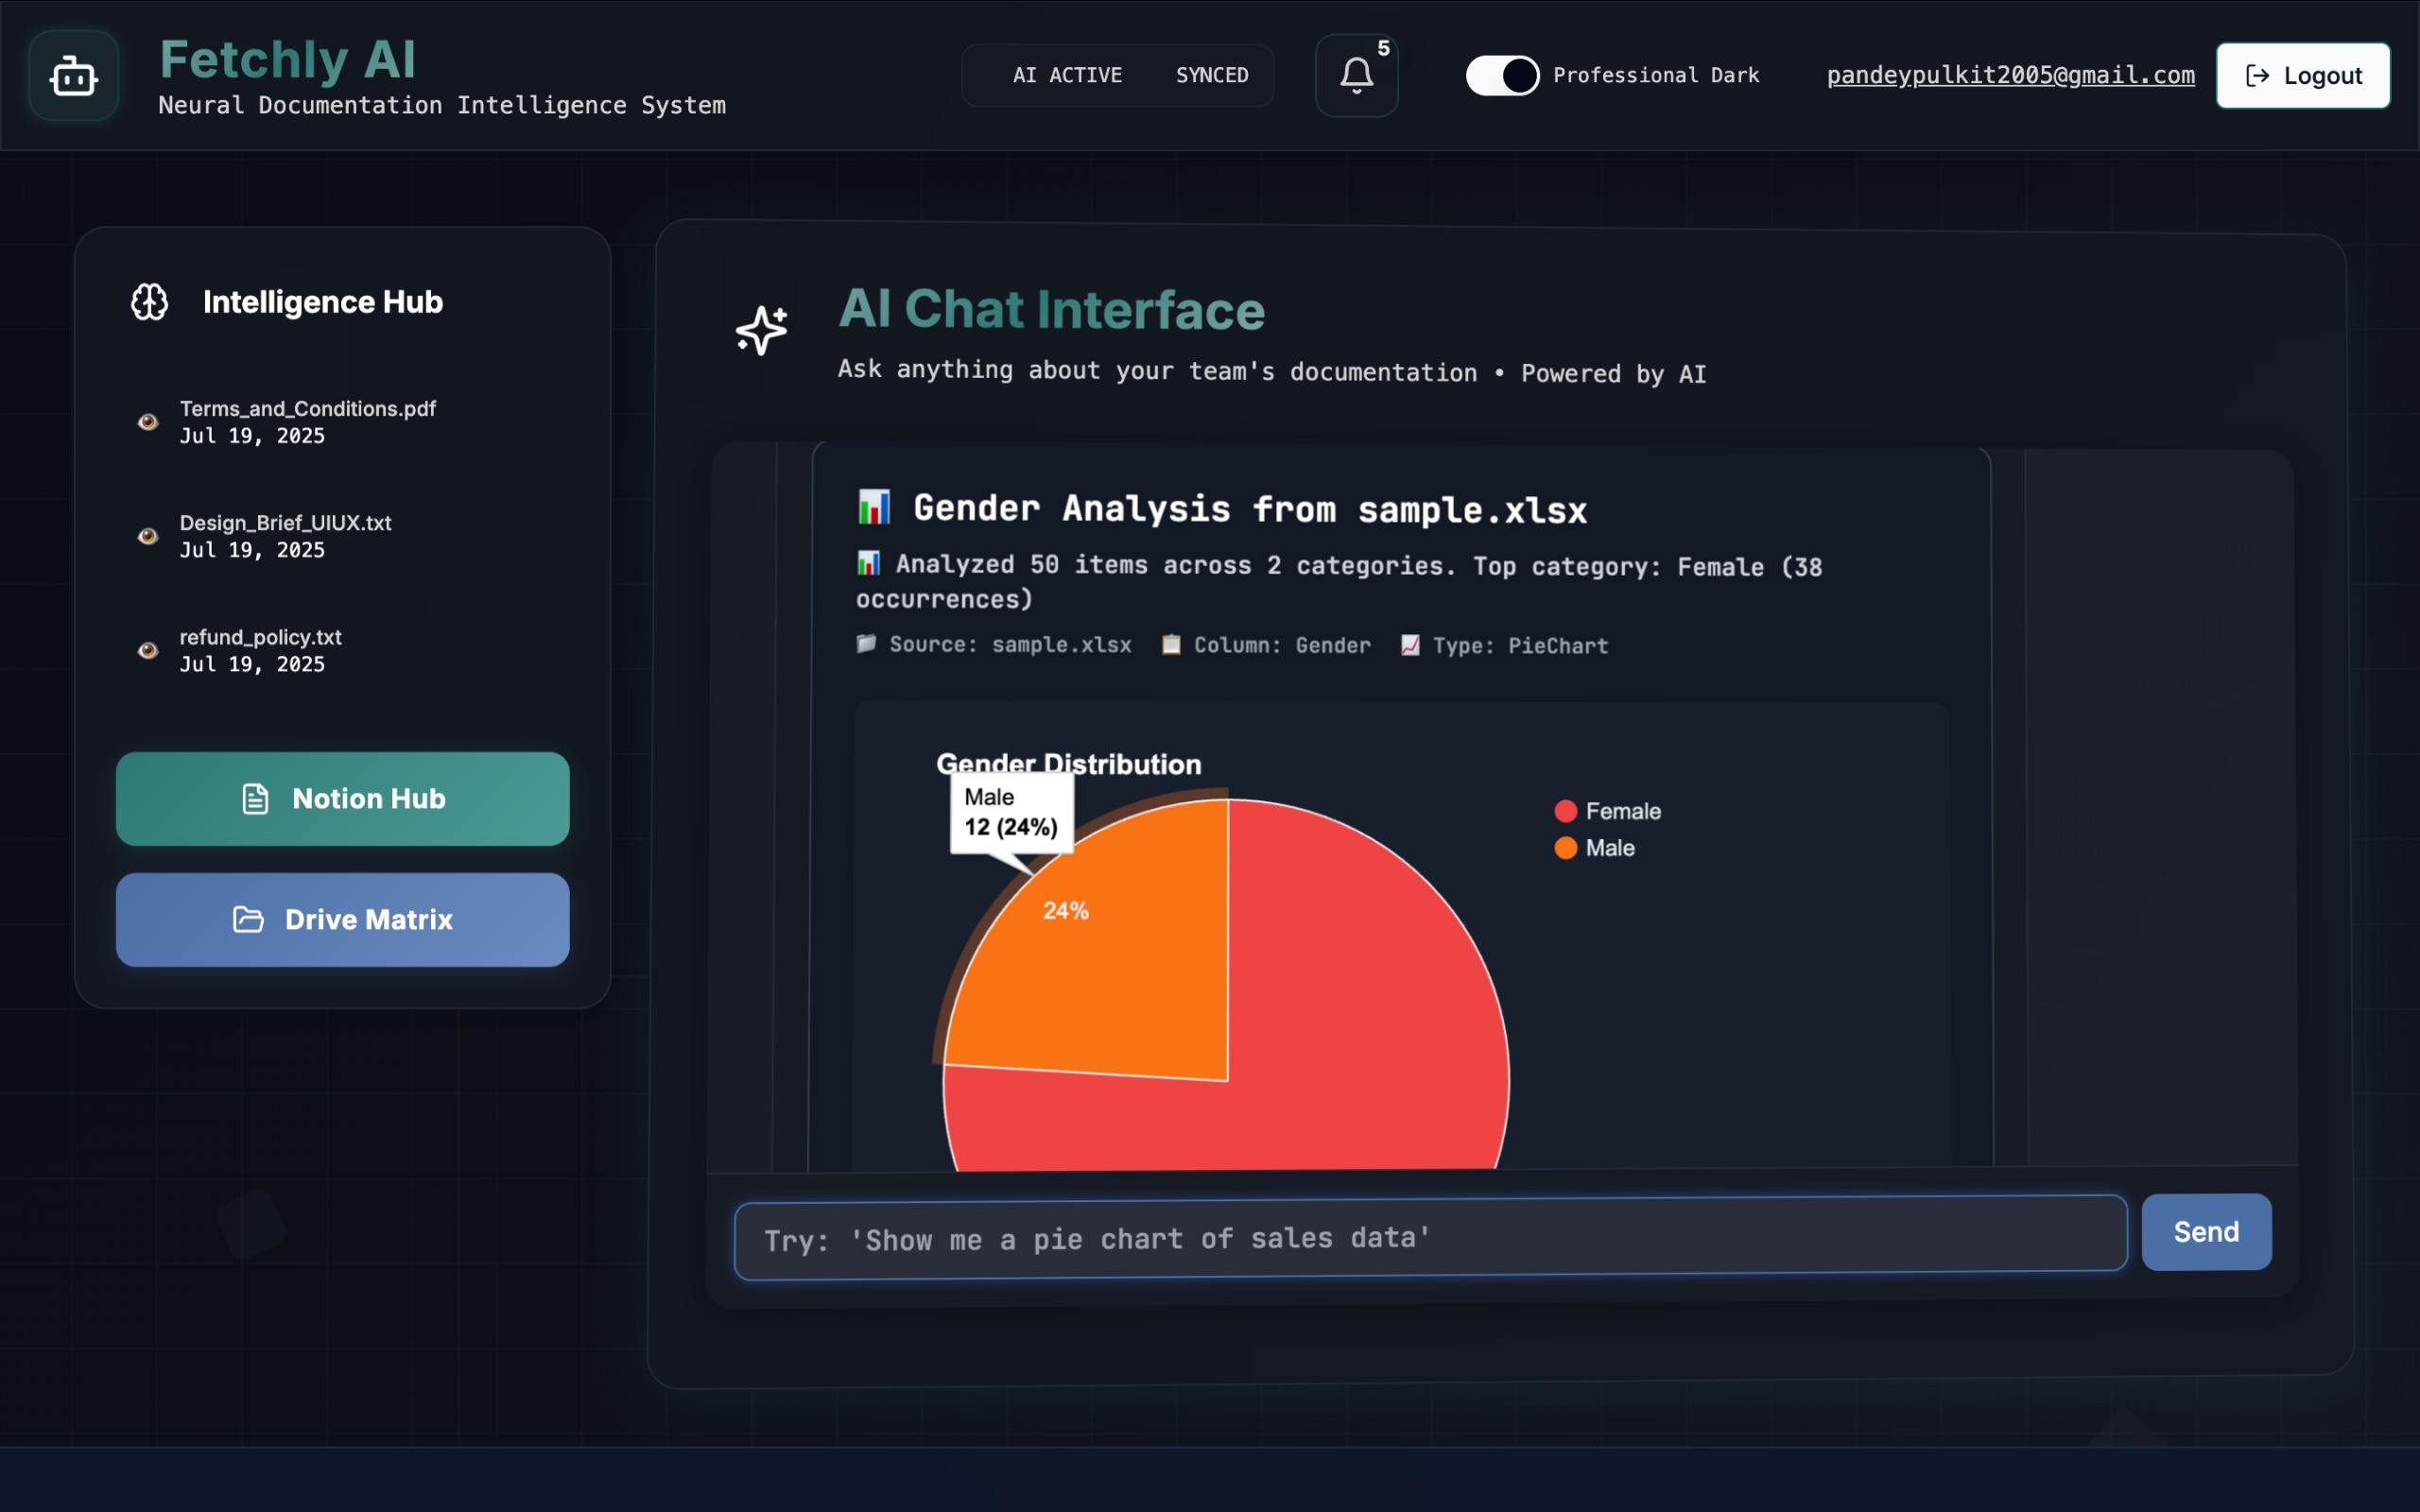 Fetchly AI
Neural Documentation Intelligence System
AI ACTIVE SYNCED
5
Professional Dark
pandeypulkit2005@gmail.com
Logout
Intelligence Hub
Terms_and_Conditions.pdf
Jul 19, 2025
Design_Brief_UIUX.txt
Jul 19, 2025
refund_policy.txt
Jul 19, 2025
Notion Hub
Drive Matrix
AI Chat Interface
Ask anything about your team's documentation • Powered by AI
📊 Gender Analysis from sample.xlsx
📊 Analyzed 50 items across 2 categories. Top category: Female (38
occurrences)
📁 Source: sample.xlsx 📋 Column: Gender 📈 Type: PieChart
Gender Distribution
Male
12 (24%)
24%
Female
Male
Try: 'Show me a pie chart of sales data'
Send